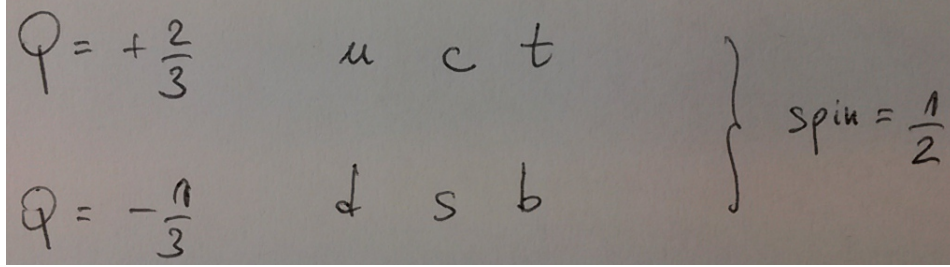 Q = + 2/3 u c t
spin = 1/2
Q = - 1/3 d s b